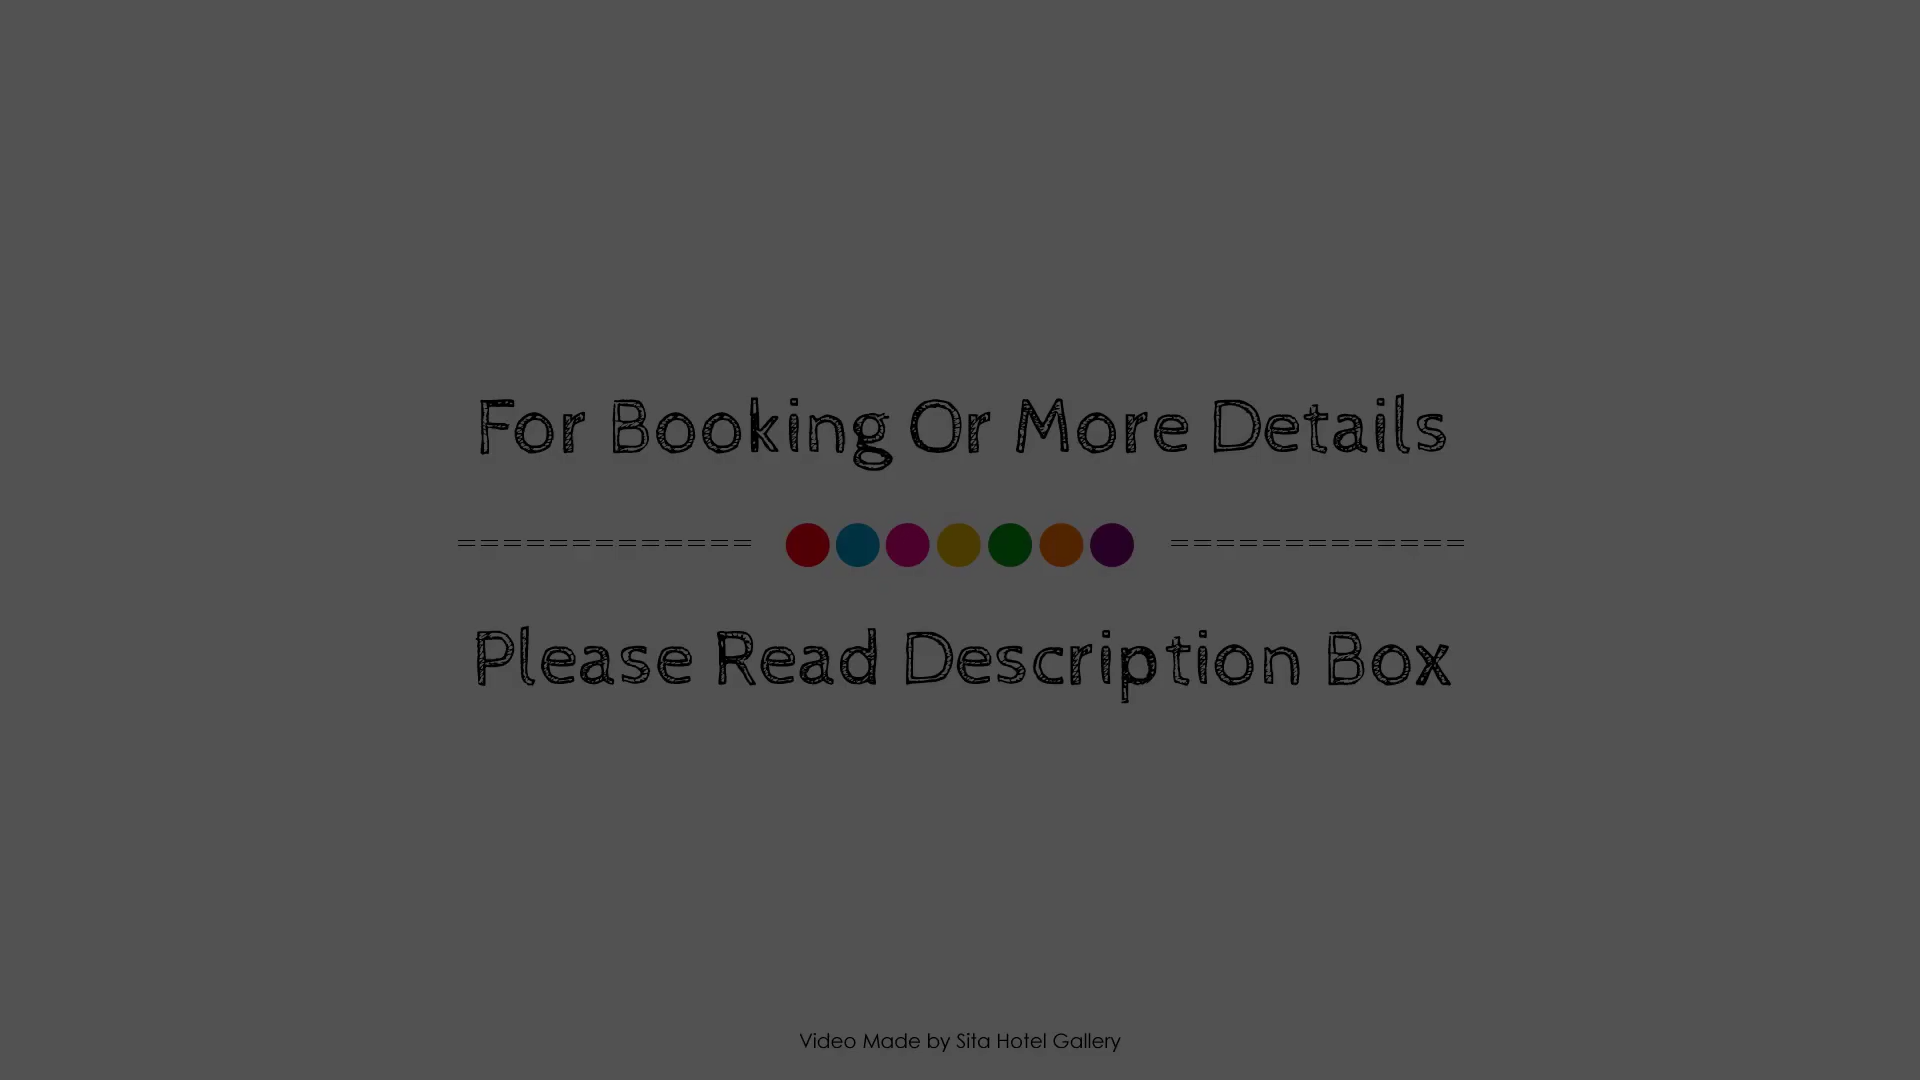 For Booking Or More Details
============= =============
Please Read Description Box
Video Made by Sita Hotel Gallery